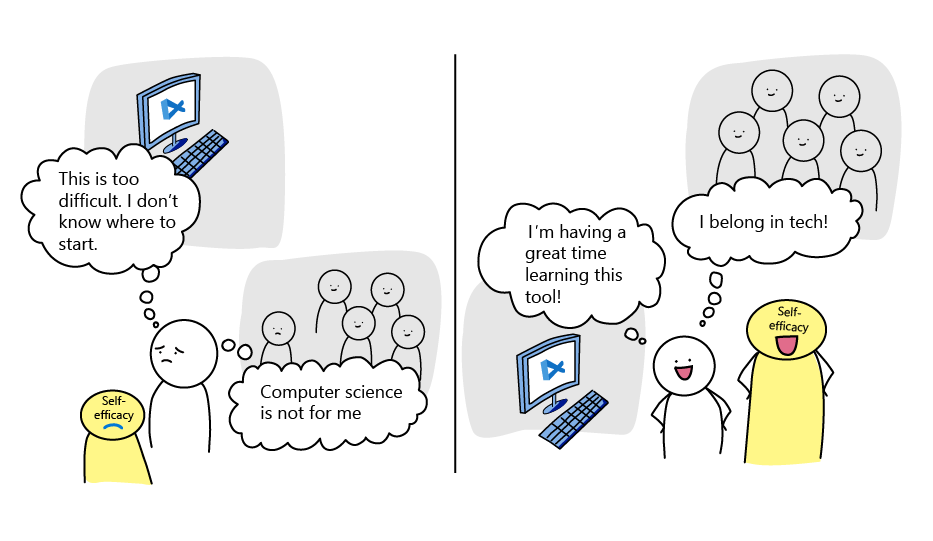 This is too
difficult. I don't
know where to
start.
Computer science
is not for me
Self-
efficacy
I'm having a
great time
learning this
tool!
I belong in tech!
Self-
efficacy